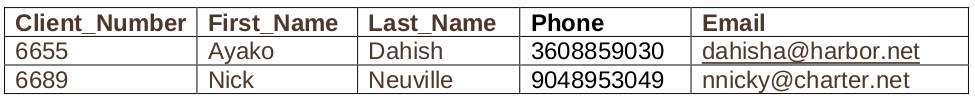 Client_Number First_Name Last_Name Phone Email
6655 Ayako Dahish 3608859030 dahisha@harbor.net
6689 Nick Neuville 9048953049 nnicky@charter.net